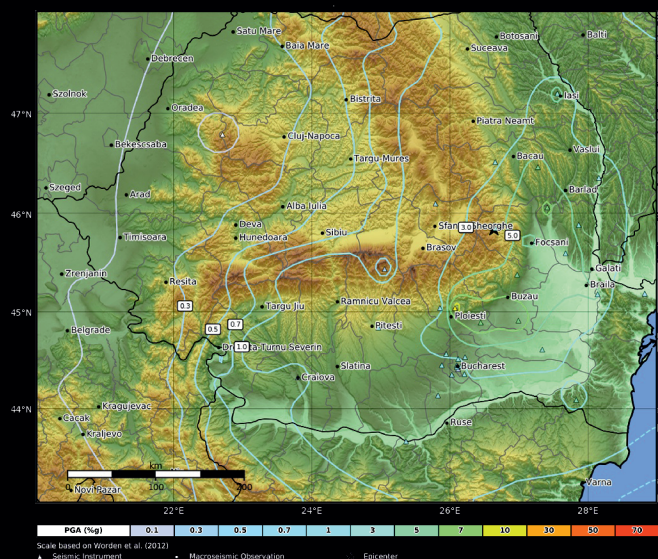 Satu Mare
Botosani
Balti
Baia Mare
Suceava
Debrecen
Szolnok
Bistrita
Iasi
Oradea
47°N
Piatra Neamt
Cluj-Napoca
Bekescsaba
Vaslui
Targu-Mures
Bacau
Szeged
Arad
Barlad
Alba Iulia
46°N
Deva
Sfantu Gheorghe
3.0
5.0
Timisoara
Hunedoara
Sibiu
Focsani
Brasov
Zrenjanin
Galati
Resita
Braila
Buzau
0.3
Targu-Jiu
Ramnicu Valcea
45°N
Ploiesti
Belgrade
0.5
0.7
Pitesti
1.0
Drobeta-Turnu Severin
Slatina
Bucharest
Craiova
44°N
Kragujevac
Cacak
Ruse
Kraljevo
km
0
100
200
Novi Pazar
Varna
22°E
24°E
26°E
28°E
PGA (%g) 0.1 0.3 0.5 0.7 1 3 5 7 10 30 50 70
Scale based on Worden et al. (2012)
Seismic Instrument Macroseismic Observation Epicenter